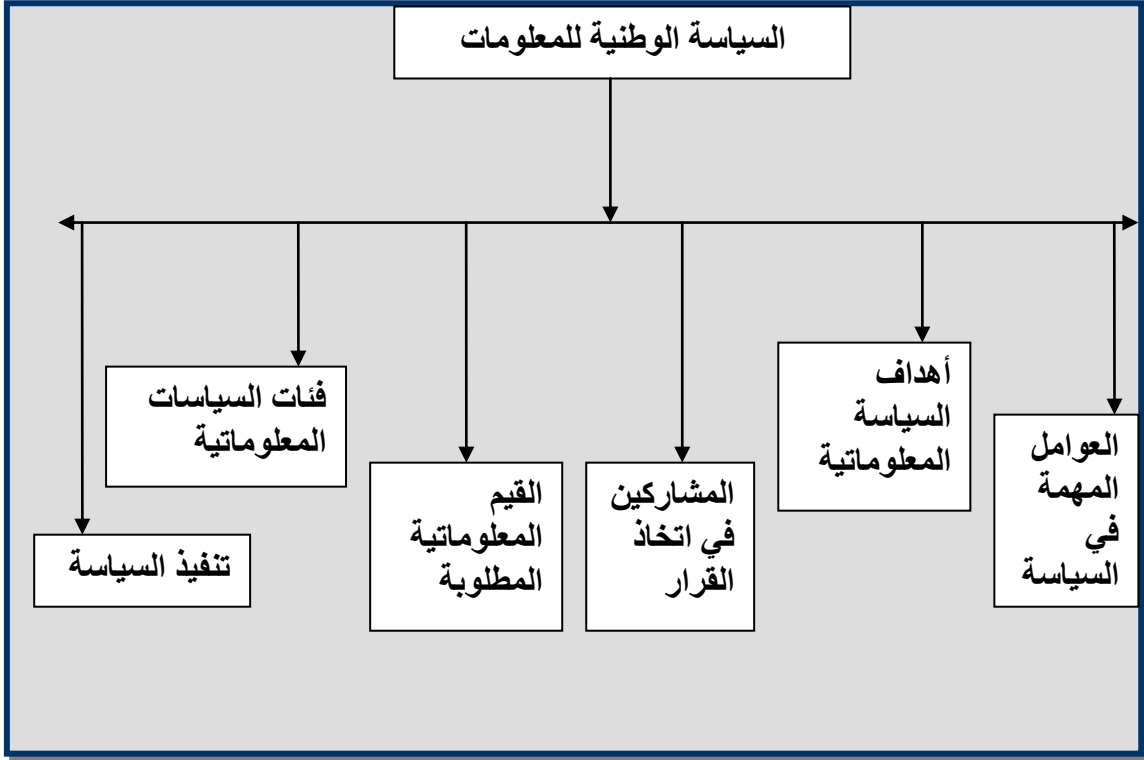 السياسة الوطنية للمعلومات
العوامل
المهمة
في
السياسة
أهداف
السياسة
المعلوماتية
المشاركين
في اتخاذ
القرار
القيم
المعلوماتية
المطلوبة
فئات السياسات
المعلوماتية
تنفيذ السياسة